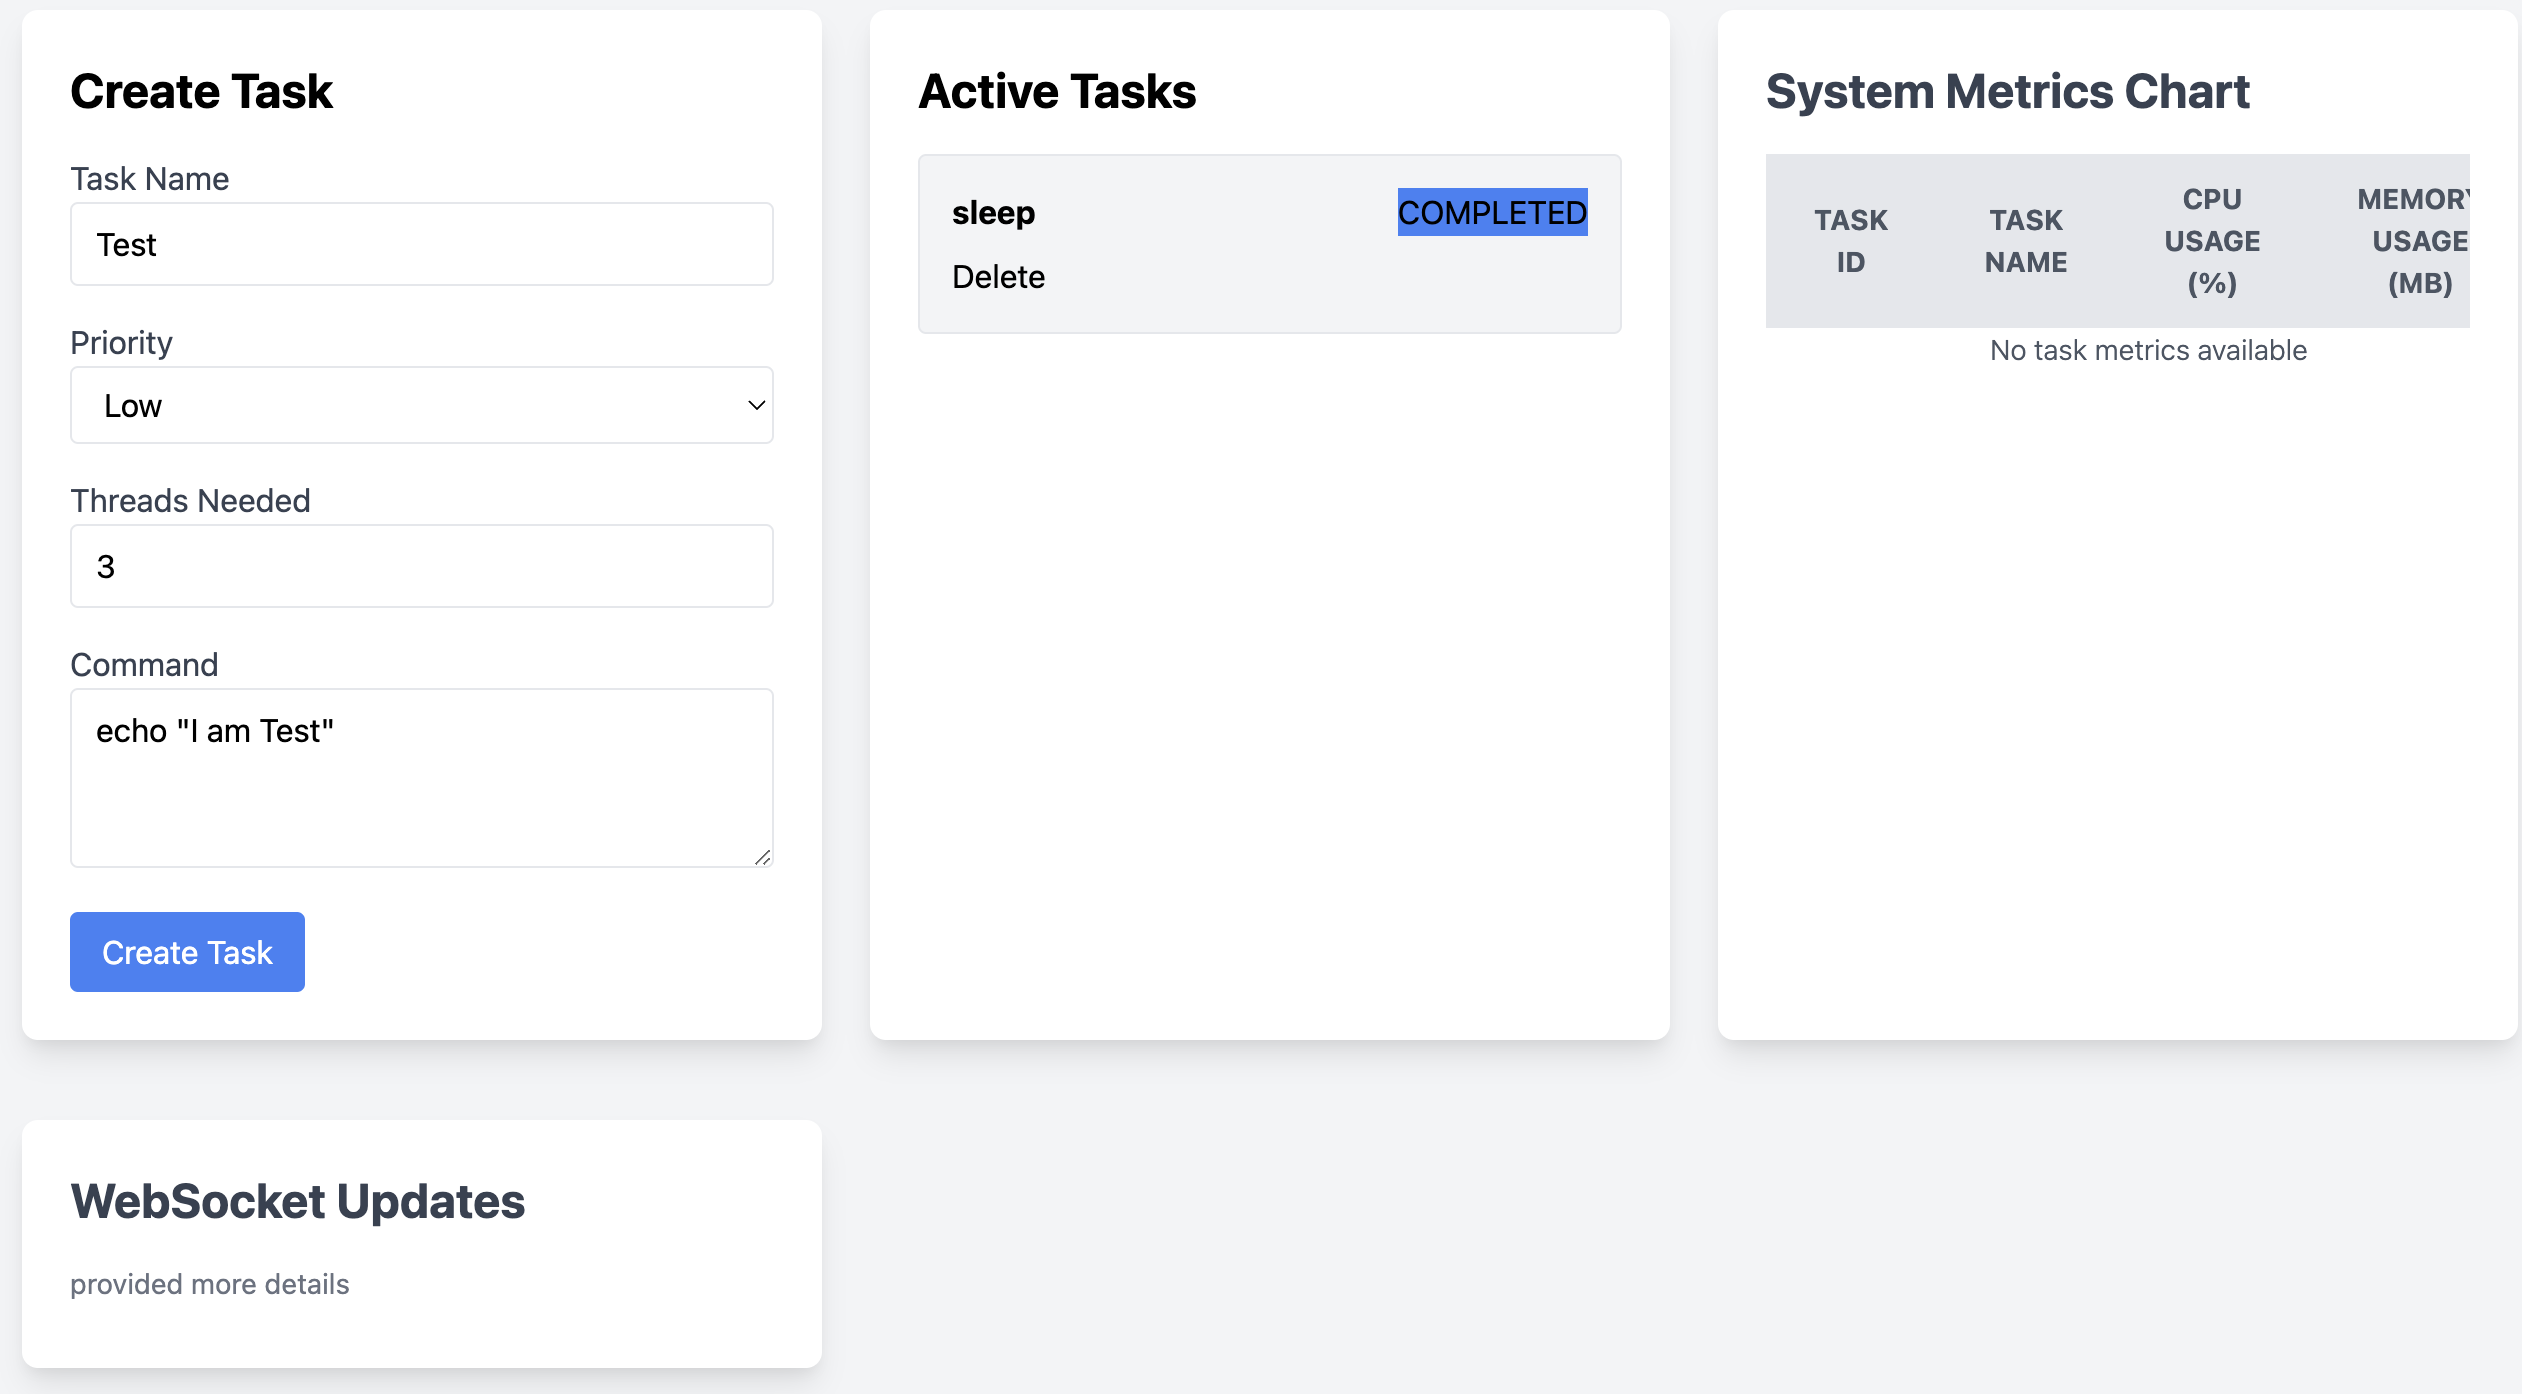 Create Task
Task Name
Test
Priority
Low
Threads Needed
3
Command
echo "I am Test"
Create Task
Active Tasks
sleep
COMPLETED
Delete
System Metrics Chart
TASK
ID
TASK
NAME
CPU
USAGE
(%)
MEMORY
USAGE
(MB)
No task metrics available
WebSocket Updates
provided more details